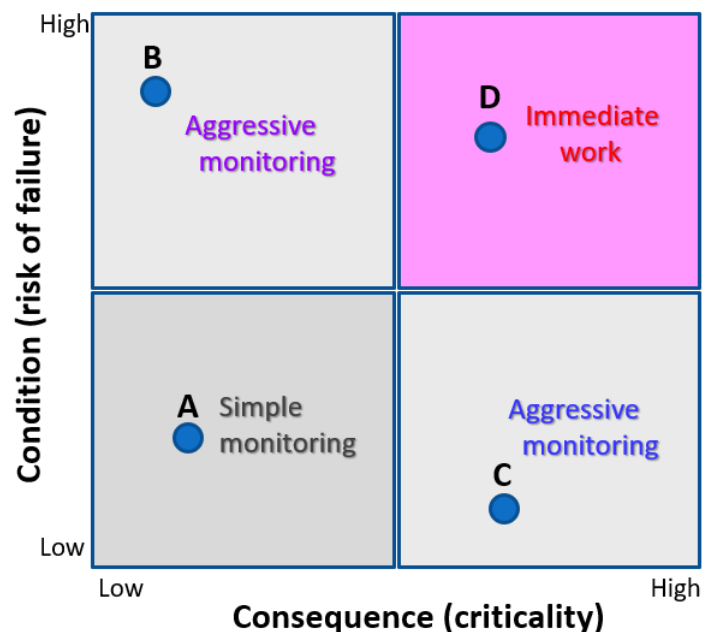 High
B
D
Aggressive
monitoring
Immediate
work
Condition (risk of failure)
A
Simple
monitoring
Aggressive
monitoring
C
Low
Low
High
Consequence (criticality)